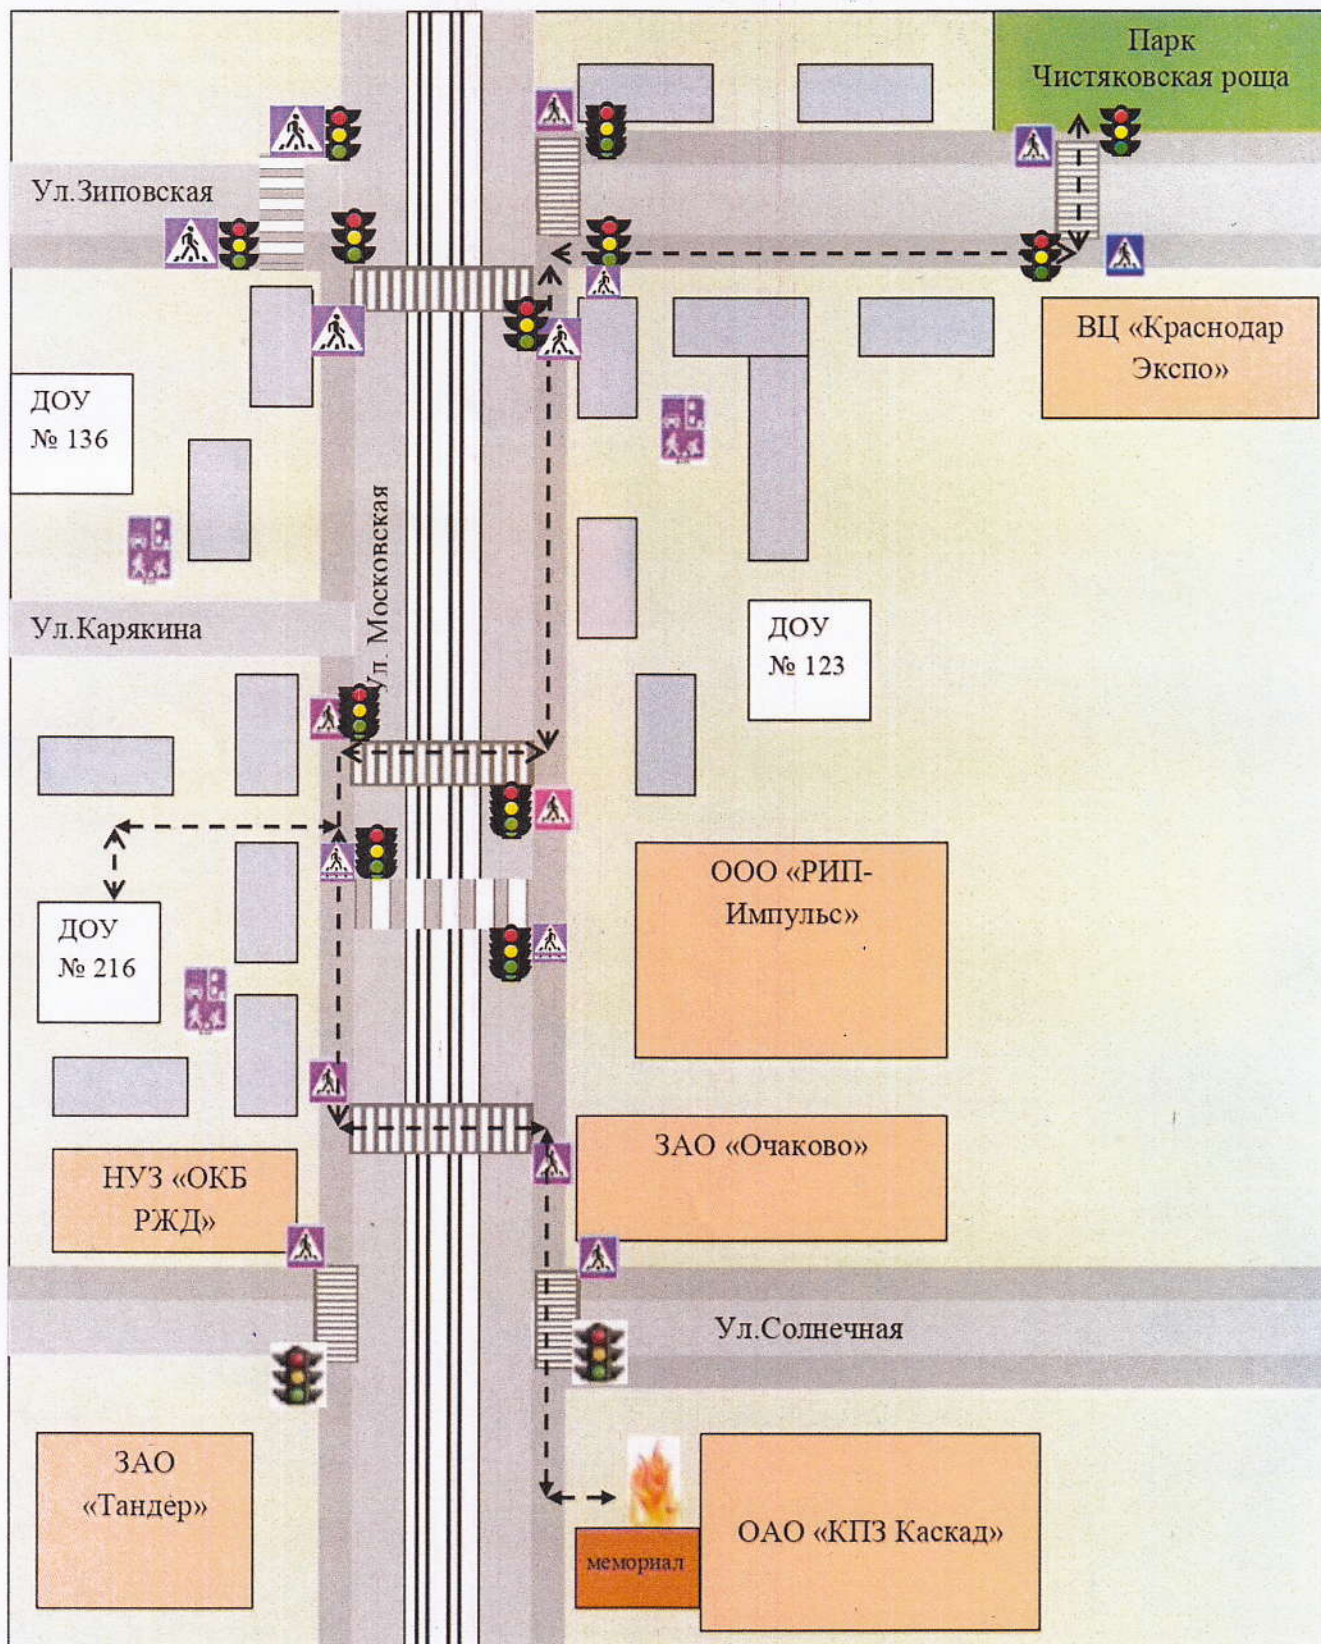 Парк
Чистяковская роща
Ул.Зиповская
ВЦ «Краснодар
Экспо»
ДОУ
№ 136
Ул. Московская
Ул.Карякина
ДОУ
№ 123
ООО «РИП-
Импульс»
ДОУ
№ 216
ЗАО «Очаково»
НУЗ «ОКБ
РЖД»
Ул.Солнечная
ЗАО
«Тандер»
ОАО «КПЗ Каскад»
мемориал